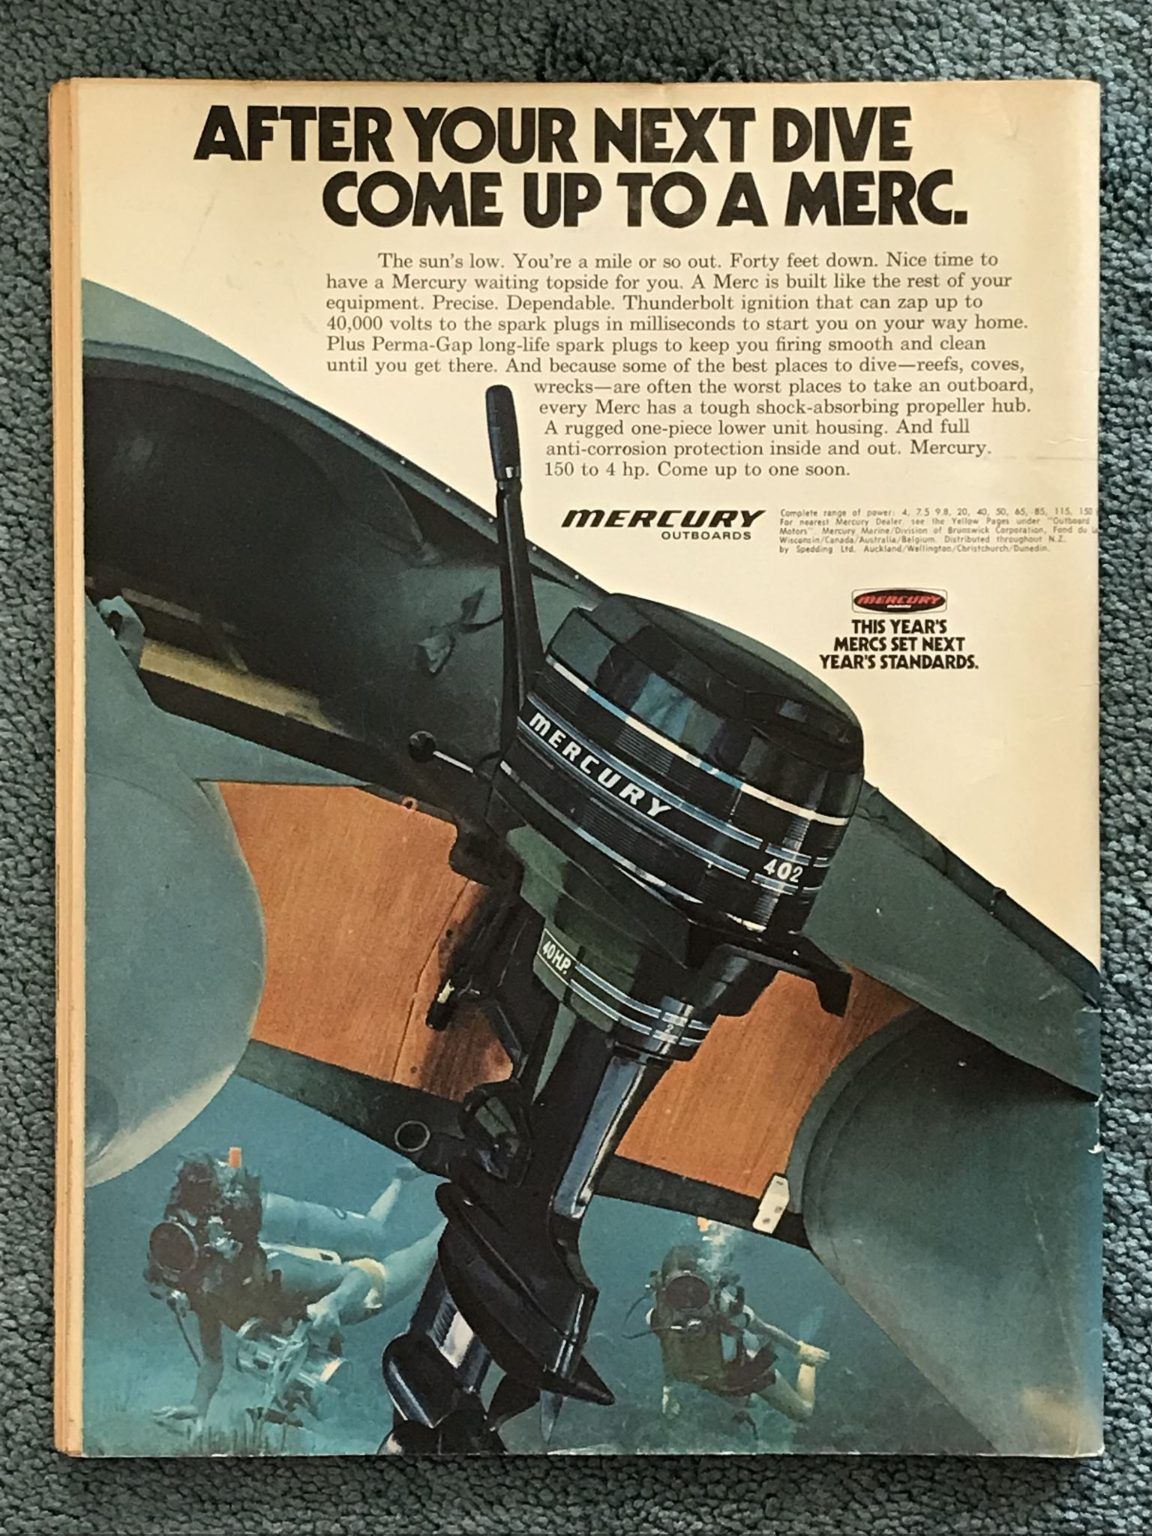 AFTER YOUR NEXT DIVE
COME UP TO A MERC.
The sun's low. You're a mile or so out. Forty feet down. Nice time to
have a Mercury waiting topside for you. A Merc is built like the rest of your
equipment. Precise. Dependable. Thunderbolt ignition that can zap up to
40,000 volts to the spark plugs in milliseconds to start you on your way home.
Plus Perma-Gap long-life spark plugs to keep you firing smooth and clean
until you get there. And because some of the best places to dive—reefs, coves,
wrecks—are often the worst places to take an outboard,
every Merc has a tough shock-absorbing propeller hub.
A rugged one-piece lower unit housing. And full
anti-corrosion protection inside and out. Mercury.
150 to 4 hp. Come up to one soon.
MERCURY
OUTBOARDS
Complete range of power: 4, 7.5 9.8, 20, 40, 50, 65, 85, 115, 150
For nearest Mercury Dealer see the Yellow Pages under "Outboard
Motors". Mercury Marine/Division of Brunswick Corporation, Fond du
Wisconsin/Canada/Australia/Belgium. Distributed throughout N.Z.
by Spedding Ltd. Auckland/Wellington/Christchurch/Dunedin.
MERCURY
THIS YEAR'S
MERCS SET NEXT
YEAR'S STANDARDS.
MERCURY
402
40 H.P.
2